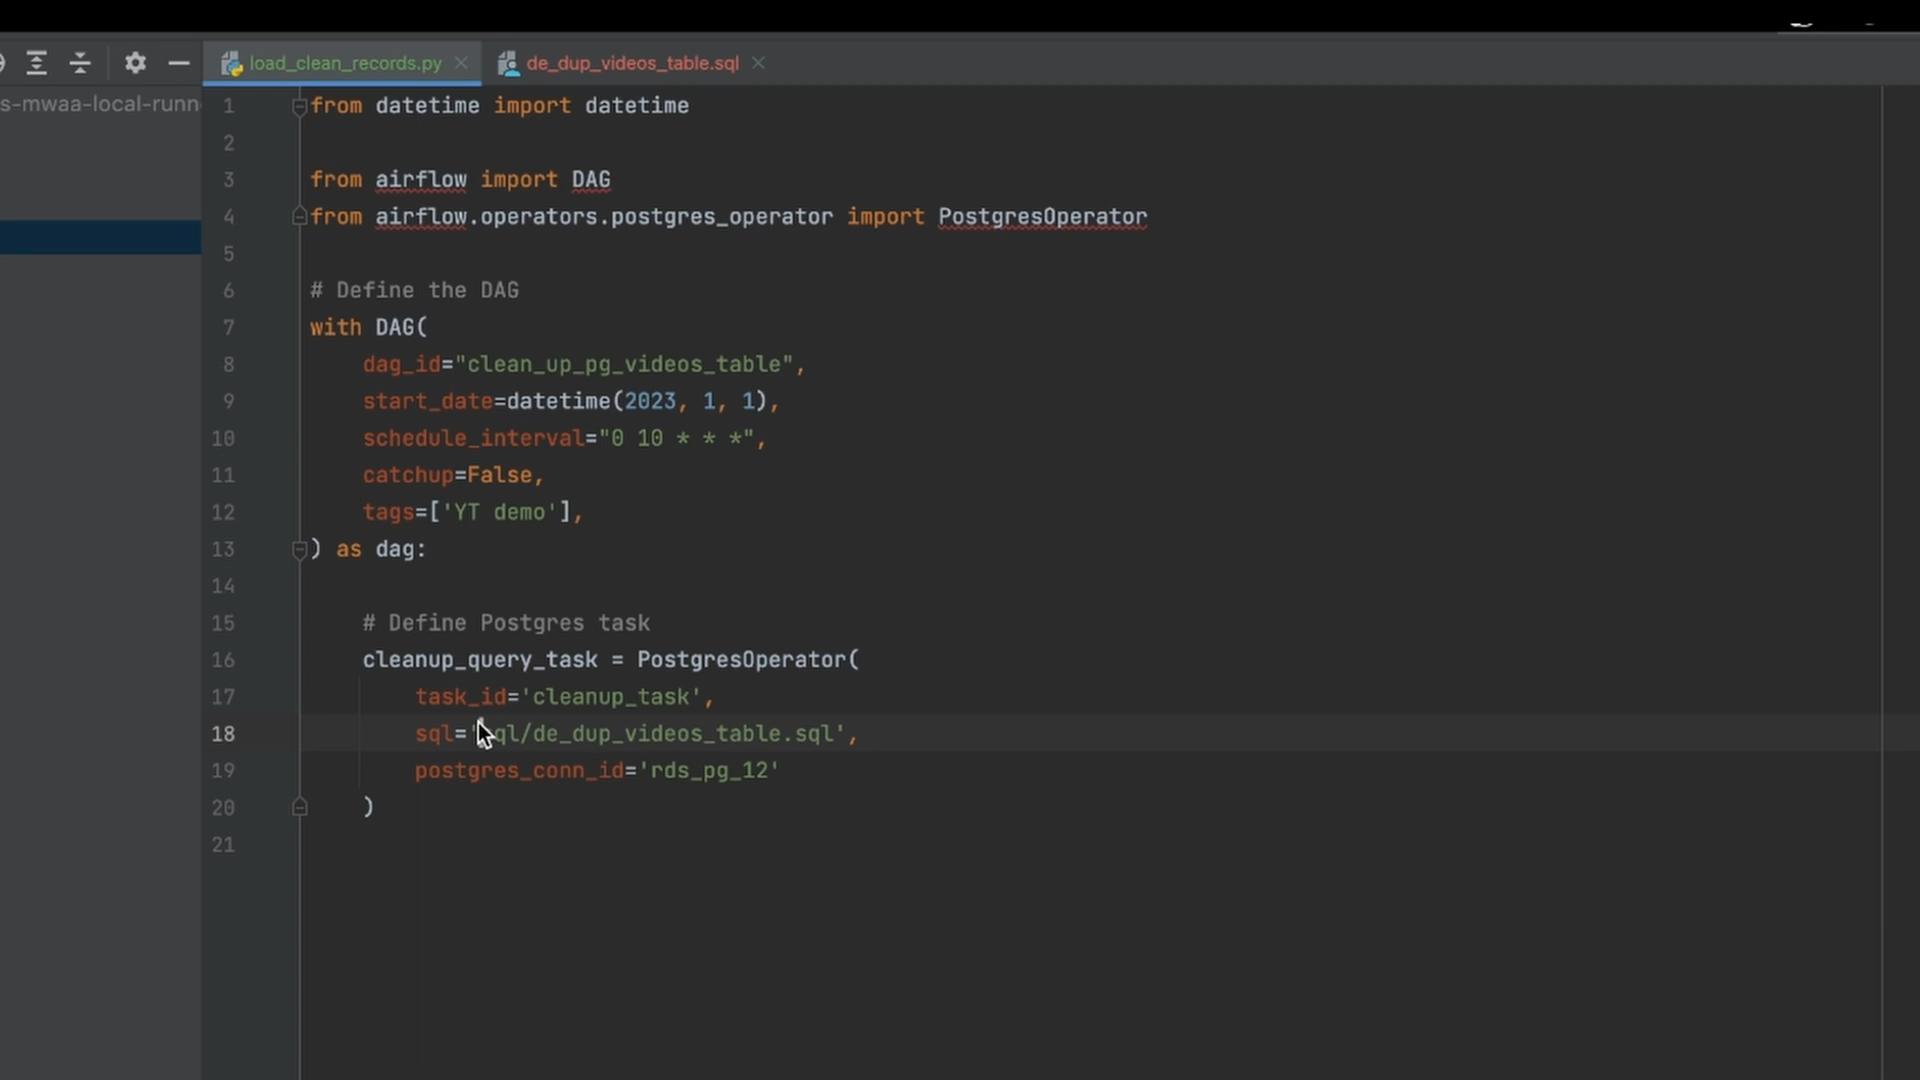 load_clean_records.py
de_dup_videos_table.sql
s-mwaa-local-runn
1 from datetime import datetime
2
3 from airflow import DAG
4 from airflow.operators.postgres_operator import PostgresOperator
5
6 # Define the DAG
7 with DAG(
8 dag_id="clean_up_pg_videos_table",
9 start_date=datetime(2023, 1, 1),
10 schedule_interval="0 10 * * *",
11 catchup=False,
12 tags=['YT demo'],
13 ) as dag:
14
15 # Define Postgres task
16 cleanup_query_task = PostgresOperator(
17 task_id='cleanup_task',
18 sql='sql/de_dup_videos_table.sql',
19 postgres_conn_id='rds_pg_12'
20 )
21